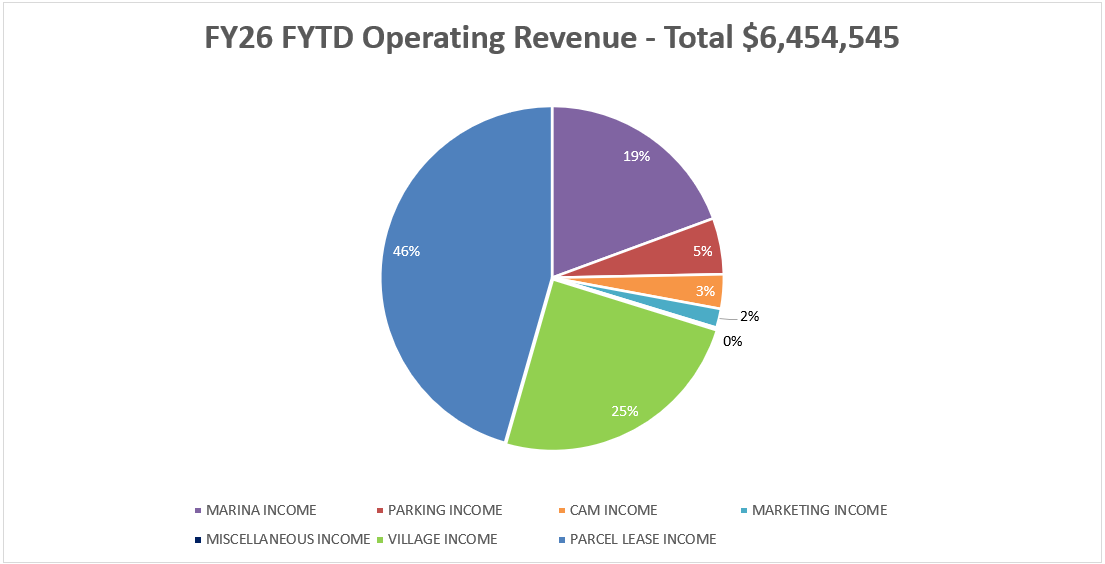 FY26 FYTD Operating Revenue - Total $6,454,545
19%
46%
5%
3%
2%
0%
25%
MARINA INCOME PARKING INCOME CAM INCOME MARKETING INCOME
MISCELLANEOUS INCOME VILLAGE INCOME PARCEL LEASE INCOME